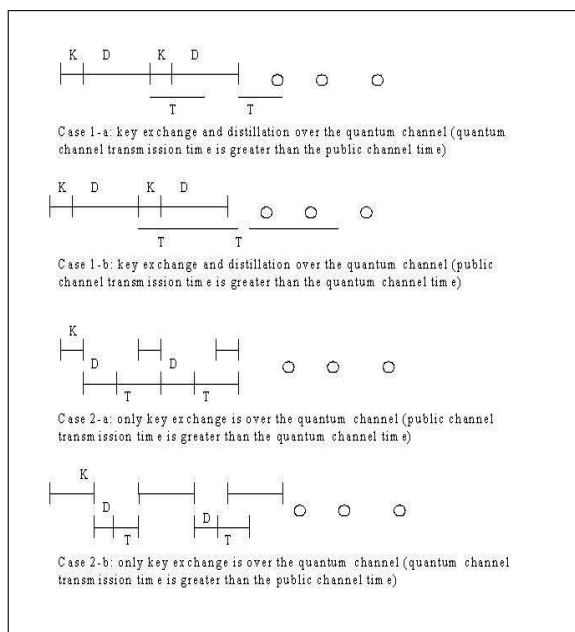 K D K D
T T
Case 1-a: key exchange and distillation over the quantum channel (quantum
channel transmission time is greater than the public channel time)
K D K D
T T
Case 1-b: key exchange and distillation over the quantum channel (public
channel transmission time is greater than the quantum channel time)
K
D D
T T
Case 2-a: only key exchange is over the quantum channel (public channel
transmission time is greater than the quantum channel time)
K
D D
T T
Case 2-b: only key exchange is over the quantum channel (quantum channel
transmission time is greater than the public channel time)